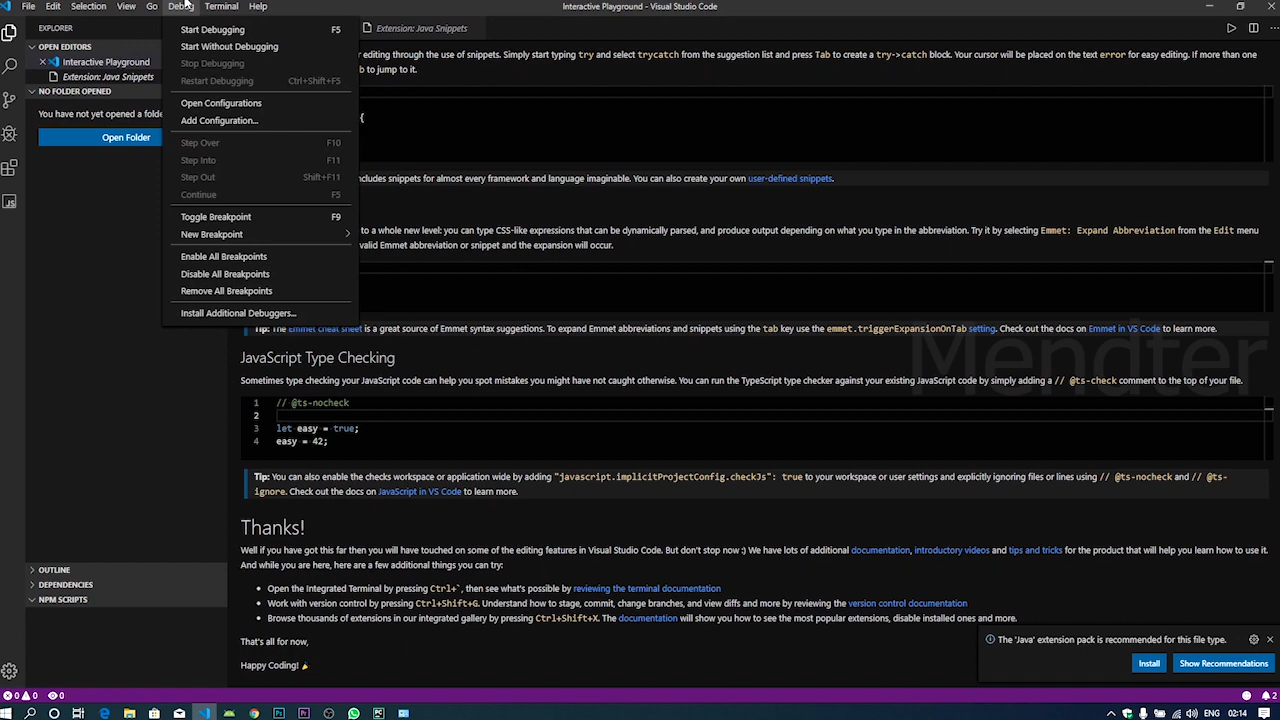 File Edit Selection View Go Debug Terminal Help
Interactive Playground - Visual Studio Code
EXPLORER
OPEN EDITORS
Interactive Playground
Extension: Java Snippets
NO FOLDER OPENED
You have not yet opened a folde
Open Folder
OUTLINE
DEPENDENCIES
NPM SCRIPTS
Start Debugging F5
Start Without Debugging
Stop Debugging
Restart Debugging Ctrl+Shift+F5
Open Configurations
Add Configuration...
Step Over F10
Step Into F11
Step Out Shift+F11
Continue F5
Toggle Breakpoint F9
New Breakpoint
Enable All Breakpoints
Disable All Breakpoints
Remove All Breakpoints
Install Additional Debuggers...
Extension: Java Snippets
r editing through the use of snippets. Simply start typing try and select trycatch from the suggestion list and press Tab to create a try->catch block. Your cursor will be placed on the text error for easy editing. If more than one
b to jump to it.
{
cludes snippets for almost every framework and language imaginable. You can also create your own user-defined snippets.
to a whole new level: you can type CSS-like expressions that can be dynamically parsed, and produce output depending on what you type in the abbreviation. Try it by selecting Emmet: Expand Abbreviation from the Edit menu
valid Emmet abbreviation or snippet and the expansion will occur.
Tip: The Emmet cheat sheet is a great source of Emmet syntax suggestions. To expand Emmet abbreviations and snippets using the tab key use the emmet.triggerExpansionOnTab setting. Check out the docs on Emmet in VS Code to learn more.
Mendter
JavaScript Type Checking
Sometimes type checking your JavaScript code can help you spot mistakes you might have not caught otherwise. You can run the TypeScript type checker against your existing JavaScript code by simply adding a // @ts-check comment to the top of your file.
1 // @ts-nocheck
2
3 let easy = true;
4 easy = 42;
Tip: You can also enable the checks workspace or application wide by adding "javascript.implicitProjectConfig.checkJs": true to your workspace or user settings and explicitly ignoring files or lines using // @ts-nocheck and // @ts-
ignore. Check out the docs on JavaScript in VS Code to learn more.
Thanks!
Well if you have got this far then you will have touched on some of the editing features in Visual Studio Code. But don't stop now :) We have lots of additional documentation, introductory videos and tips and tricks for the product that will help you learn how to use it.
And while you are here, here are a few additional things you can try:
• Open the Integrated Terminal by pressing Ctrl+`, then see what's possible by reviewing the terminal documentation
• Work with version control by pressing Ctrl+Shift+G. Understand how to stage, commit, change branches, and view diffs and more by reviewing the version control documentation
• Browse thousands of extensions in our integrated gallery by pressing Ctrl+Shift+X. The documentation will show you how to see the most popular extensions, disable installed ones and more.
That's all for now,
Happy Coding! 🎉
The 'Java' extension pack is recommended for this file type.
Install Show Recommendations
0 0 0
2
ENG 02:14